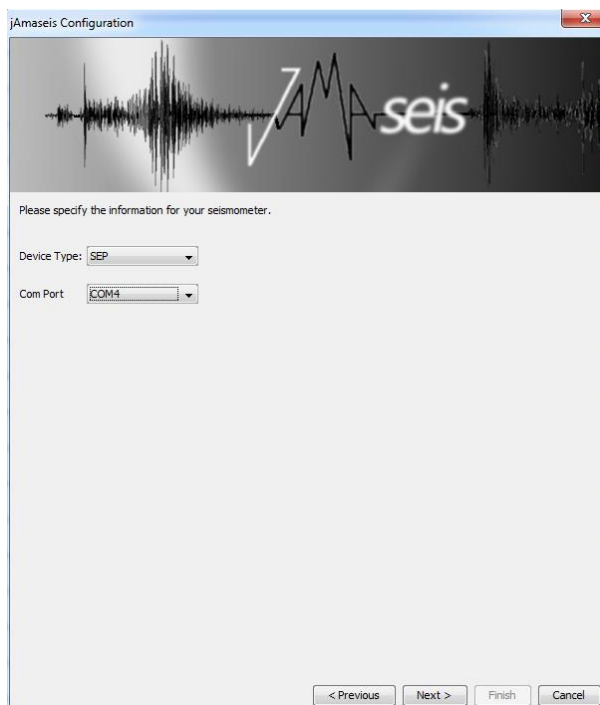 jAmaseis Configuration
jAMAseis
Please specify the information for your seismometer.
Device Type: SEP
Com Port COM4
< Previous Next > Finish Cancel